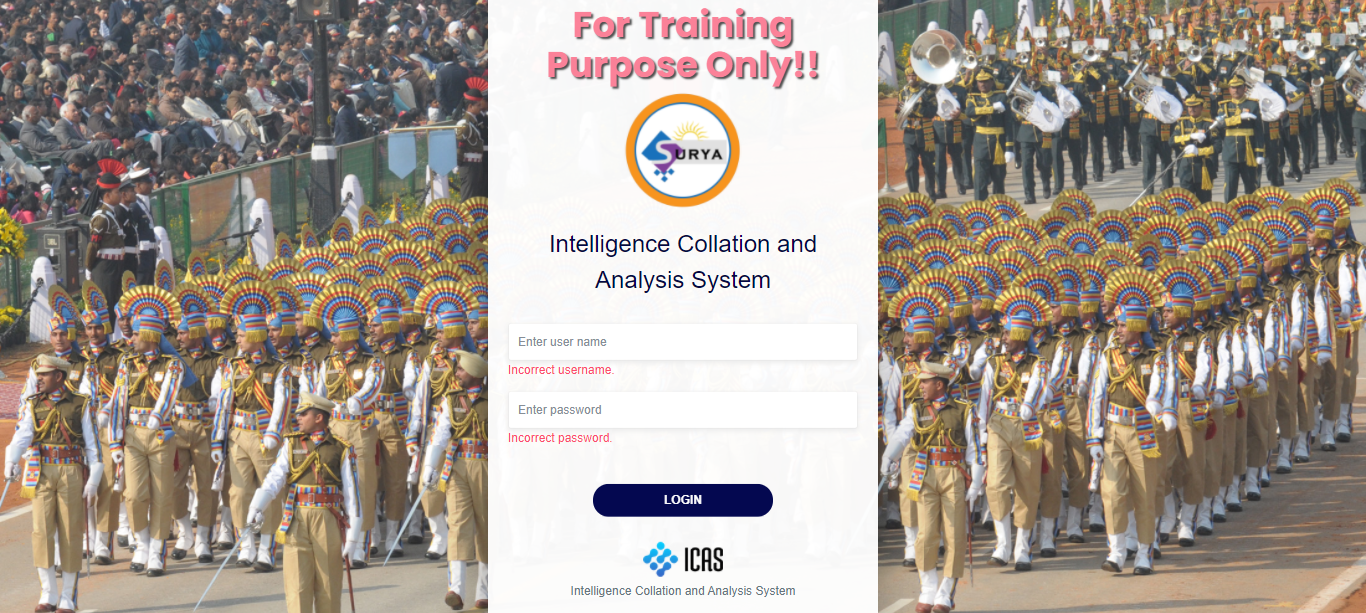 For Training
Purpose Only!!
SURYA
Intelligence Collation and
Analysis System
Enter user name
Incorrect username.
Enter password
Incorrect password.
LOGIN
ICAS
Intelligence Collation and Analysis System